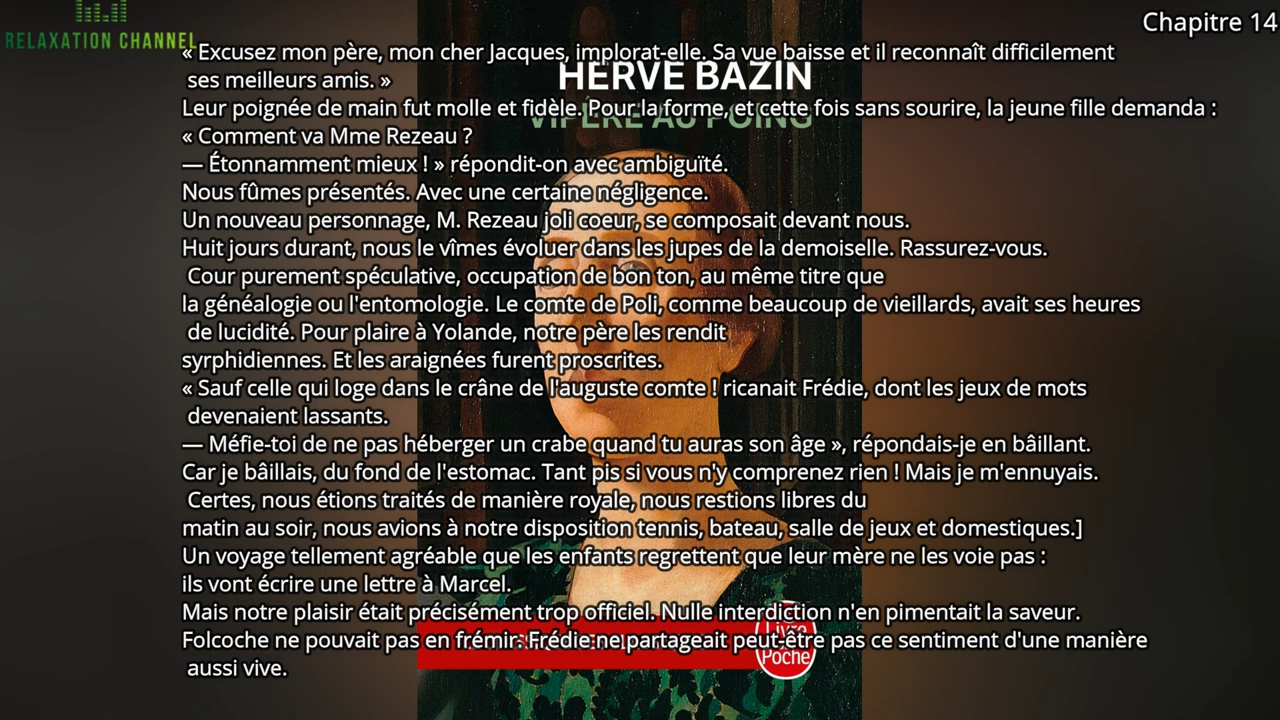 Chapitre 14
RELAXATION CHANNEL
« Excusez mon père, mon cher Jacques, implorat-elle. Sa vue baisse et il reconnaît difficilement
ses meilleurs amis. »
HERVÉ BAZIN
Leur poignée de main fut molle et fidèle. Pour la forme, et cette fois sans sourire, la jeune fille demanda :
VIPÈRE AU POING
« Comment va Mme Rezeau ?
— Étonnamment mieux ! » répondit-on avec ambiguïté.
Nous fûmes présentés. Avec une certaine négligence.
Un nouveau personnage, M. Rezeau joli coeur, se composait devant nous.
Huit jours durant, nous le vîmes évoluer dans les jupes de la demoiselle. Rassurez-vous.
Cour purement spéculative, occupation de bon ton, au même titre que
la généalogie ou l'entomologie. Le comte de Poli, comme beaucoup de vieillards, avait ses heures
de lucidité. Pour plaire à Yolande, notre père les rendit
syrphidiennes. Et les araignées furent proscrites.
« Sauf celle qui loge dans le crâne de l'auguste comte ! ricanait Frédie, dont les jeux de mots
devenaient lassants.
— Méfie-toi de ne pas héberger un crabe quand tu auras son âge », répondais-je en bâillant.
Car je bâillais, du fond de l'estomac. Tant pis si vous n'y comprenez rien ! Mais je m'ennuyais.
Certes, nous étions traités de manière royale, nous restions libres du
matin au soir, nous avions à notre disposition tennis, bateau, salle de jeux et domestiques.]
Un voyage tellement agréable que les enfants regrettent que leur mère ne les voie pas :
ils vont écrire une lettre à Marcel.
Mais notre plaisir était précisément trop officiel. Nulle interdiction n'en pimentait la saveur.
Folcoche ne pouvait pas en frémir. Frédie ne partageait peut-être pas ce sentiment d'une manière
aussi vive.
Livre
Poche